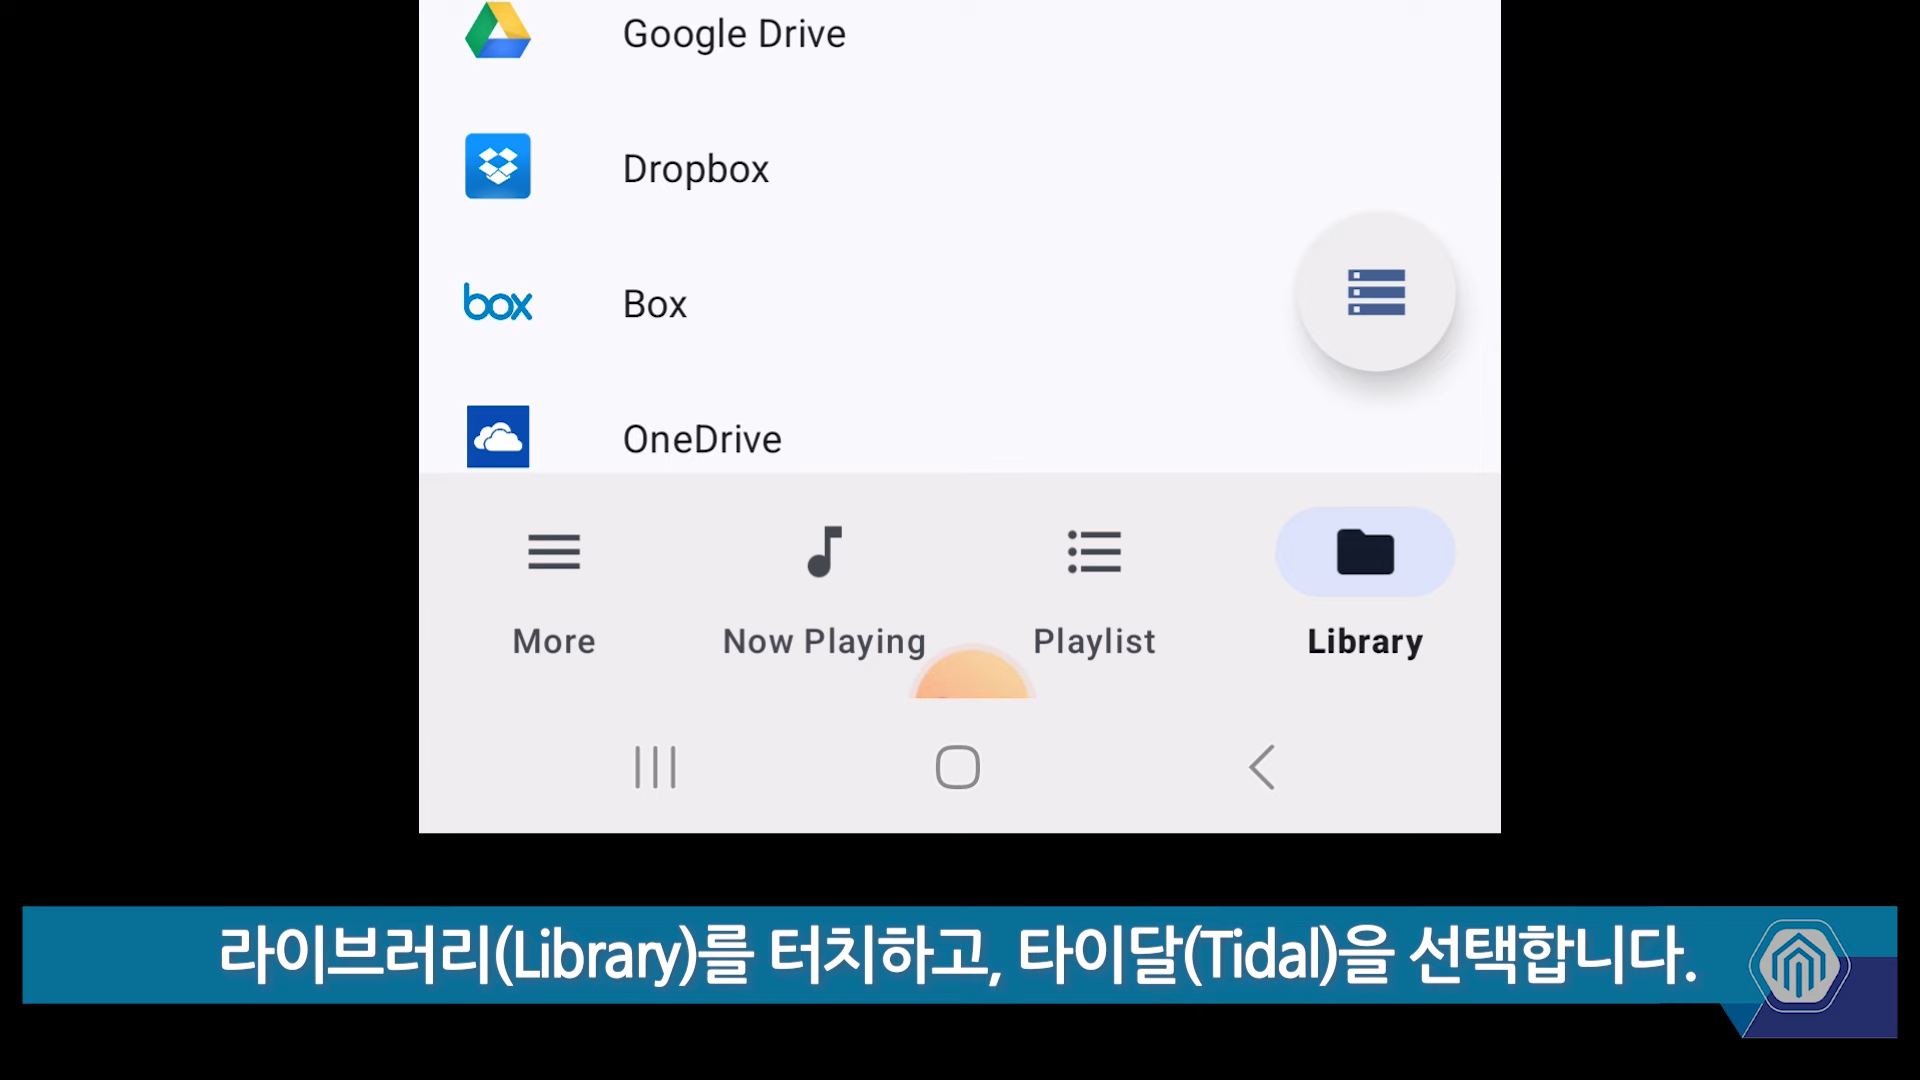 Google Drive
Dropbox
box
Box
OneDrive
More
Now Playing
Playlist
Library
라이브러리(Library)를 터치하고, 타이달(Tidal)을 선택합니다.